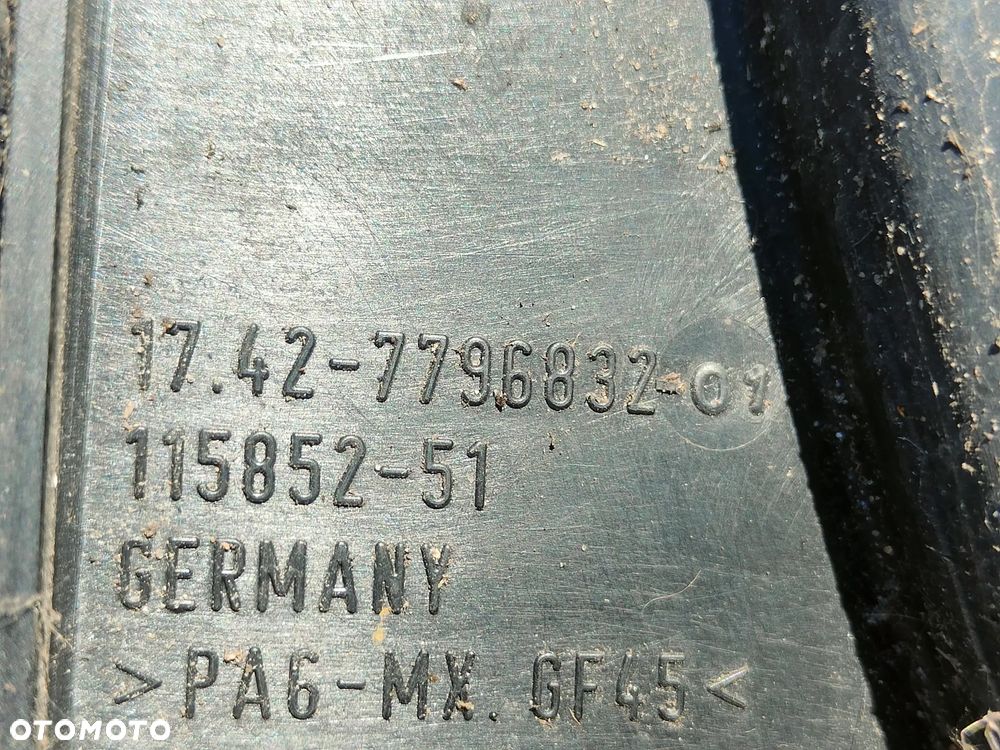 17.42-7796832-01
115852-51
GERMANY
>PA6-MX.GF45<
OTOMOTO